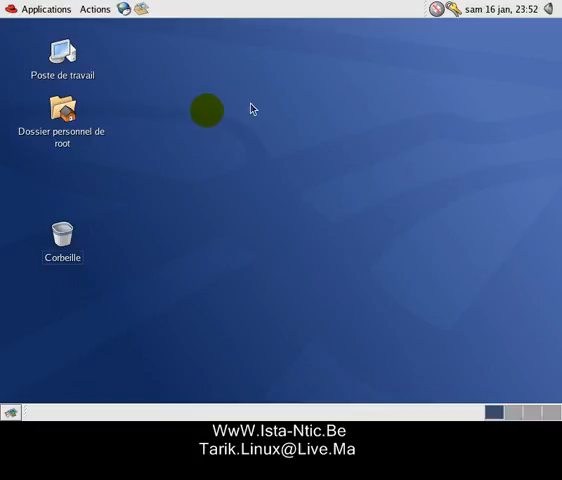 Applications Actions sam 16 jan, 23:52
Poste de travail
Dossier personnel de
root
Corbeille
WwW.Ista-Ntic.Be
Tarik.Linux@Live.Ma